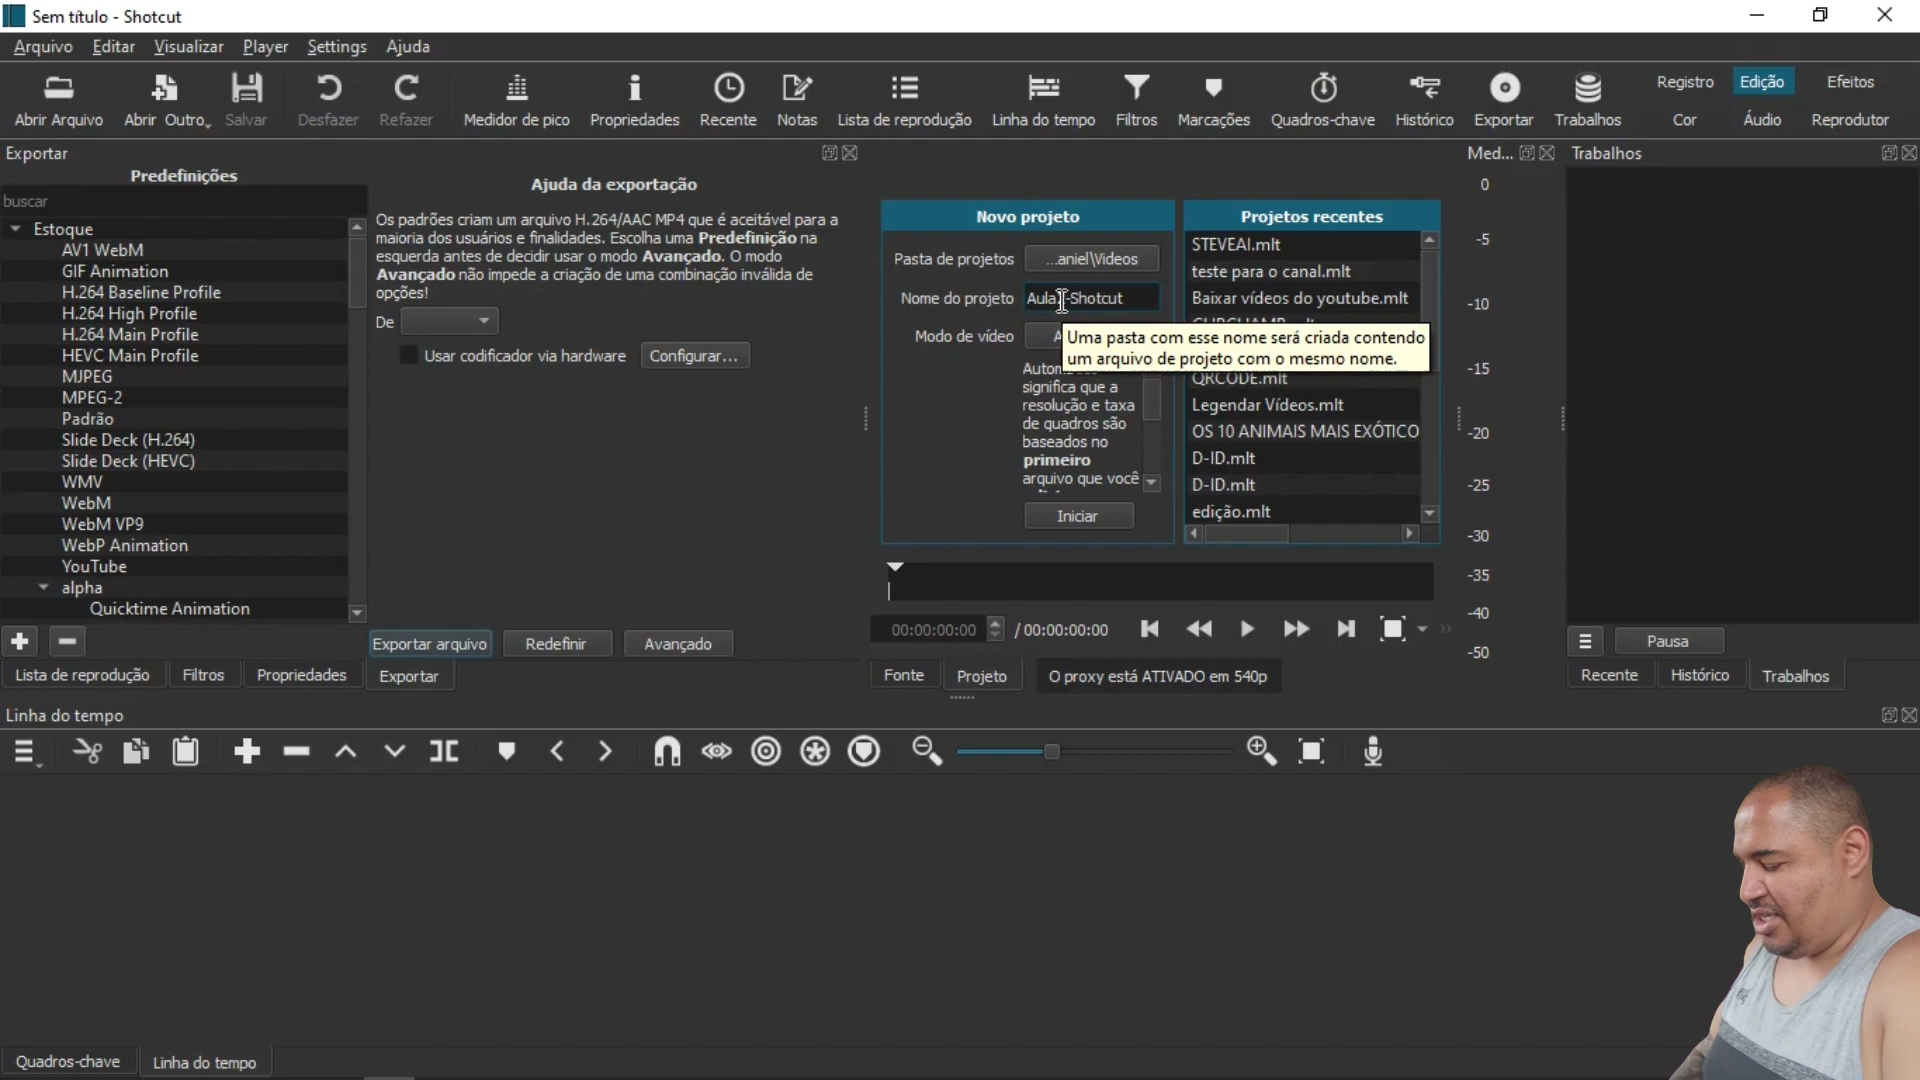 Sem título - Shotcut
Arquivo Editar Visualizar Player Settings Ajuda
Abrir Arquivo Abrir Outro Salvar Desfazer Refazer Medidor de pico Propriedades Recente Notas Lista de reprodução Linha do tempo Filtros Marcações Quadros-chave Histórico Exportar Trabalhos
Registro Edição Efeitos
Cor Áudio Reprodutor
Exportar
Predefinições
buscar
Estoque
AV1 WebM
GIF Animation
H.264 Baseline Profile
H.264 High Profile
H.264 Main Profile
HEVC Main Profile
MJPEG
MPEG-2
Padrão
Slide Deck (H.264)
Slide Deck (HEVC)
WMV
WebM
WebM VP9
WebP Animation
YouTube
alpha
Quicktime Animation
Ajuda da exportação
Os padrões criam um arquivo H.264/AAC MP4 que é aceitável para a
maioria dos usuários e finalidades. Escolha uma Predefinição na
esquerda antes de decidir usar o modo Avançado. O modo
Avançado não impede a criação de uma combinação inválida de
opções!
De
Usar codificador via hardware Configurar...
Exportar arquivo Redefinir Avançado
Lista de reprodução Filtros Propriedades Exportar
Novo projeto
Pasta de projetos ...aniel\Videos
Nome do projeto -Shotcut
Modo de vídeo A
Uma pasta com esse nome será criada contendo
um arquivo de projeto com o mesmo nome.
significa que a
resolução e taxa
de quadros são
baseados no
primeiro
arquivo que você
Iniciar
Projetos recentes
STEVEAI.mlt
teste para o canal.mlt
Baixar vídeos do youtube.mlt
QRCODE.mlt
Legendar Vídeos.mlt
OS 10 ANIMAIS MAIS EXÓTICO
D-ID.mlt
D-ID.mlt
edição.mlt
00:00:00:00 / 00:00:00:00
Fonte Projeto O proxy está ATIVADO em 540p
Med...
0
-5
-10
-15
-20
-25
-30
-35
-40
-50
Trabalhos
Pausa
Recente Histórico Trabalhos
Linha do tempo
Quadros-chave Linha do tempo